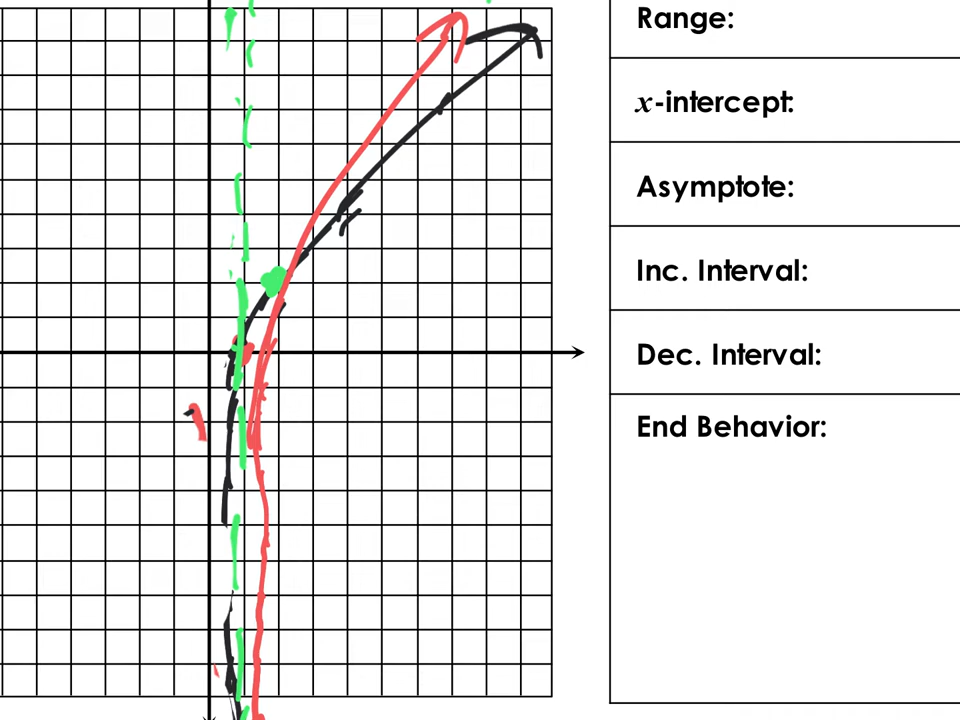 Range:
x-intercept:
Asymptote:
Inc. Interval:
Dec. Interval:
End Behavior: